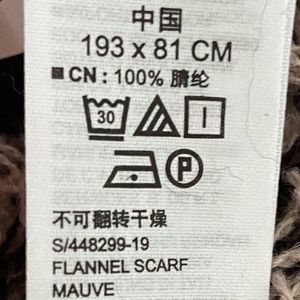 中国
193 x 81 CM
■ CN : 100% 腈纶
30
P
不可翻转干燥
S/448299-19
FLANNEL SCARF
MAUVE